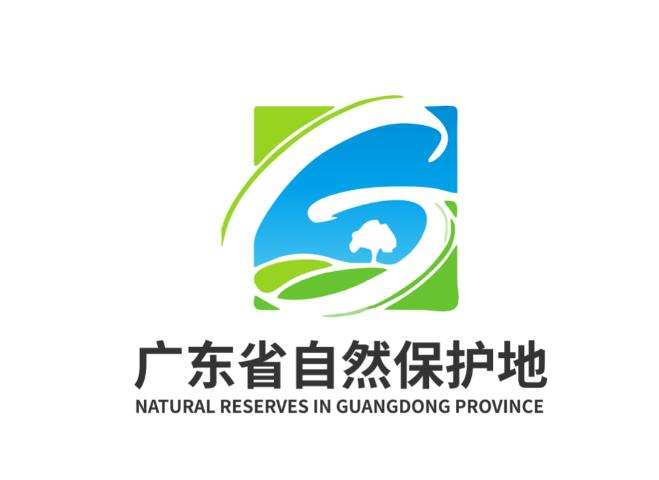 广东省自然保护地
NATURAL RESERVES IN GUANGDONG PROVINCE